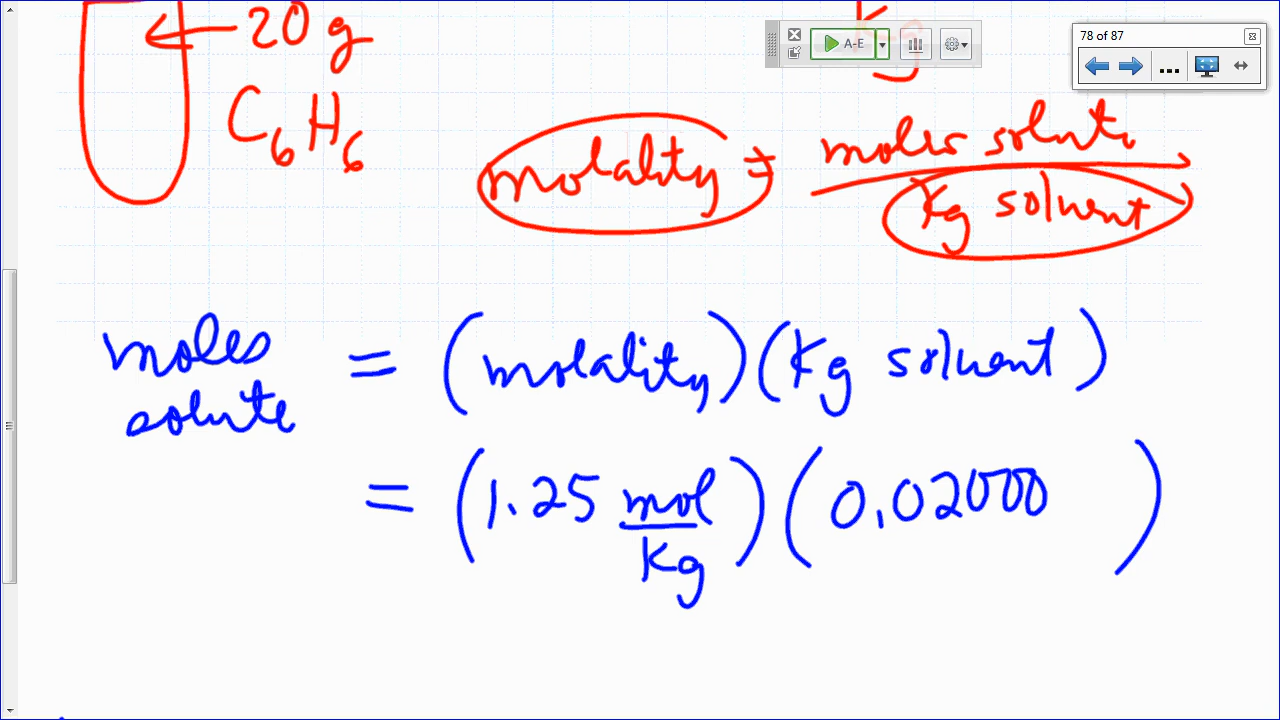 20 g
C6H6
kg
molality = moles solute
kg solvent
moles solute = (molality)(kg solvent)
= (1.25 mol/kg)(0.02000 )
A-E
78 of 87
...